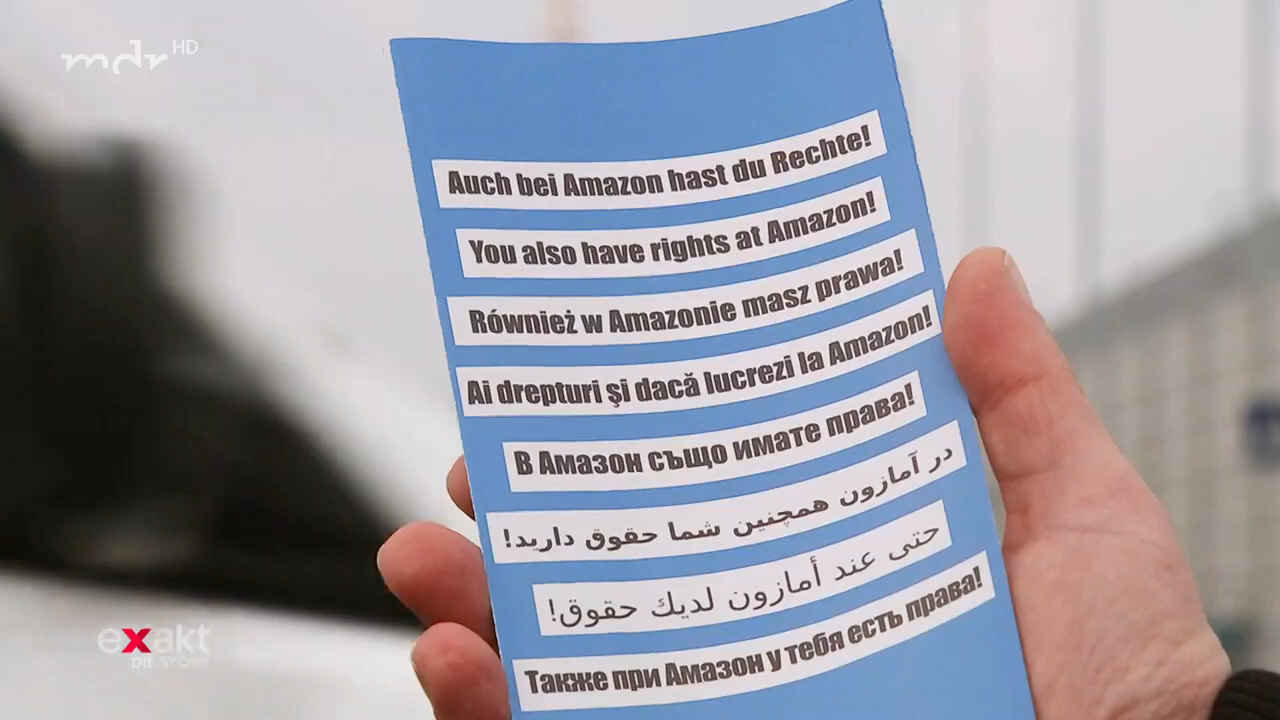 mdr HD
Auch bei Amazon hast du Rechte!
You also have rights at Amazon!
Również w Amazonie masz prawa!
Ai drepturi şi dacă lucrezi la Amazon!
В Амазон също имате права!
در آمازون همچنین شما حقوق دارید!
حتى عند أمازون لديك حقوق!
Также при Амазон у тебя есть права!
exakt
DIE STORY